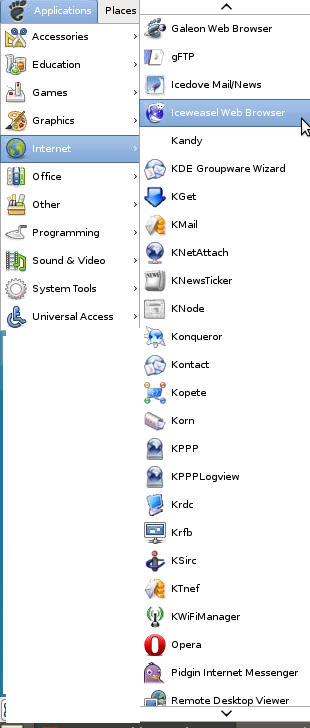 Applications Places
Accessories
Education
Games
Graphics
Internet
Office
Other
Programming
Sound & Video
System Tools
Universal Access
Galeon Web Browser
gFTP
Icedove Mail/News
Iceweasel Web Browser
Kandy
KDE Groupware Wizard
KGet
KMail
KNetAttach
KNewsTicker
KNode
Konqueror
Kontact
Kopete
Korn
KPPP
KPPPLogview
Krdc
Krfb
KSirc
KTnef
KWiFiManager
Opera
Pidgin Internet Messenger
Remote Desktop Viewer